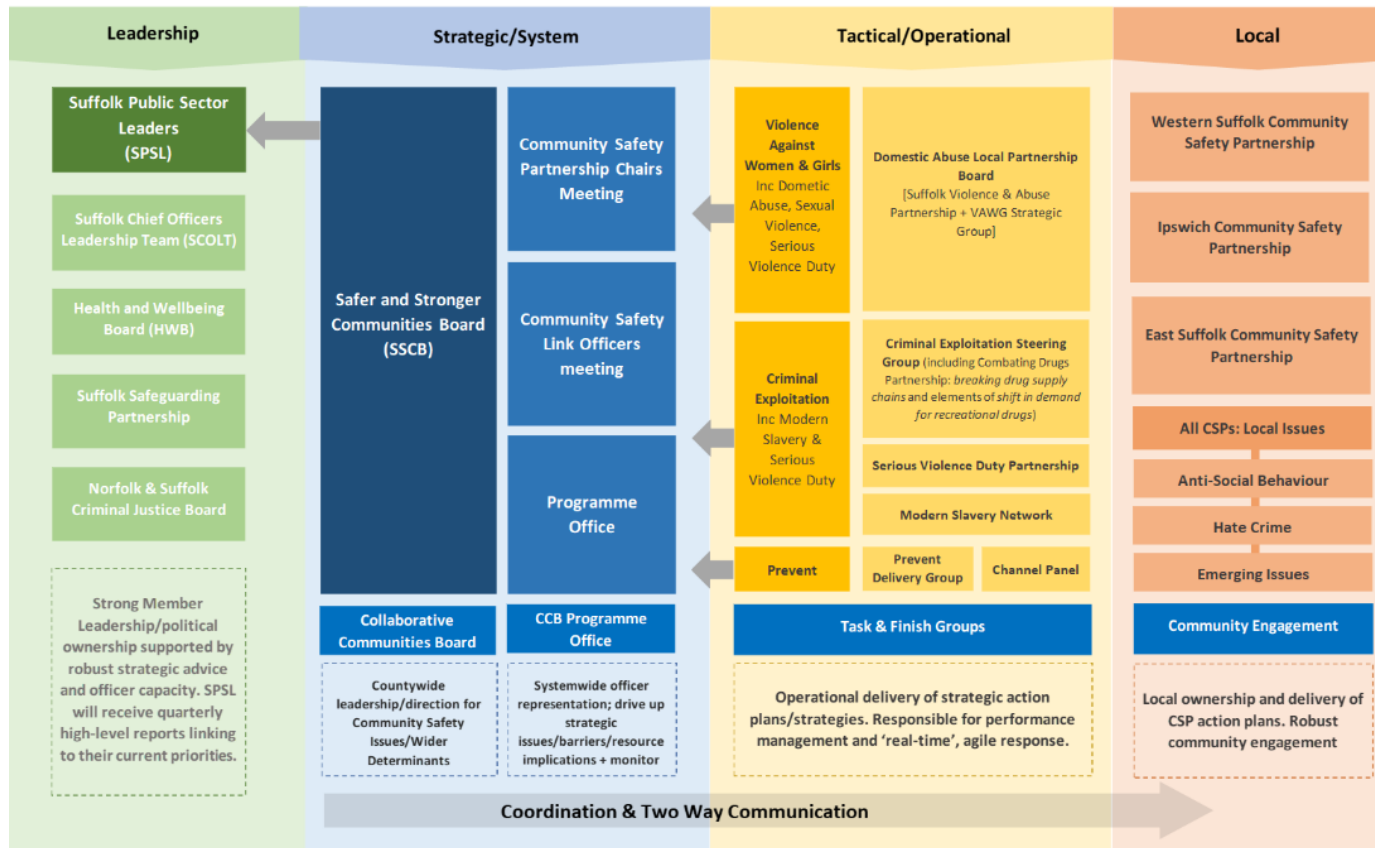 Leadership
Strategic/System
Tactical/Operational
Local
Suffolk Public Sector
Leaders
(SPSL)
Suffolk Chief Officers
Leadership Team (SCOLT)
Health and Wellbeing
Board (HWB)
Suffolk Safeguarding
Partnership
Norfolk & Suffolk
Criminal Justice Board
Strong Member
Leadership/political
ownership supported by
robust strategic advice
and officer capacity. SPSL
will receive quarterly
high-level reports linking
to their current priorities.
Safer and Stronger
Communities Board
(SSCB)
Collaborative
Communities Board
Countywide
leadership/direction for
Community Safety
Issues/Wider
Determinants
Community Safety
Partnership Chairs
Meeting
Community Safety
Link Officers
meeting
Programme
Office
CCB Programme
Office
Systemwide officer
representation; drive up
strategic
issues/barriers/resource
implications + monitor
Violence
Against
Women & Girls
Inc Dometic
Abuse, Sexual
Violence,
Serious
Violence Duty
Domestic Abuse Local Partnership
Board
[Suffolk Violence & Abuse
Partnership + VAWG Strategic
Group]
Criminal
Exploitation
Inc Modern
Slavery &
Serious
Violence Duty
Criminal Exploitation Steering
Group (including Combating Drugs
Partnership: breaking drug supply
chains and elements of shift in demand
for recreational drugs)
Serious Violence Duty Partnership
Modern Slavery Network
Prevent
Prevent
Delivery Group
Channel Panel
Task & Finish Groups
Operational delivery of strategic action
plans/strategies. Responsible for performance
management and ‘real-time’, agile response.
Western Suffolk Community
Safety Partnership
Ipswich Community Safety
Partnership
East Suffolk Community Safety
Partnership
All CSPs: Local Issues
Anti-Social Behaviour
Hate Crime
Emerging Issues
Community Engagement
Local ownership and delivery of
CSP action plans. Robust
community engagement
Coordination & Two Way Communication